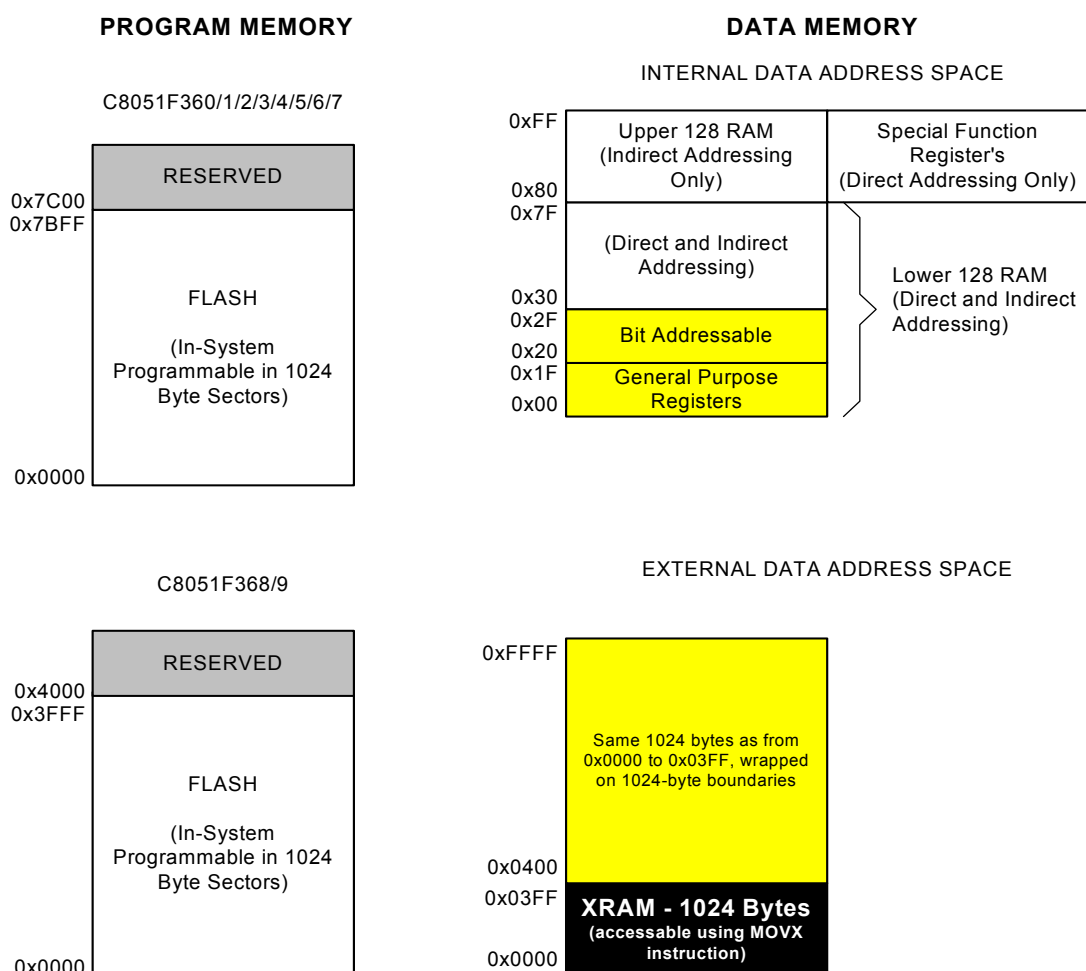 PROGRAM MEMORY
DATA MEMORY
INTERNAL DATA ADDRESS SPACE
C8051F360/1/2/3/4/5/6/7
RESERVED
0x7C00
0x7BFF
FLASH
(In-System
Programmable in 1024
Byte Sectors)
0x0000
0xFF
Upper 128 RAM
(Indirect Addressing
Only)
0x80
Special Function
Register's
(Direct Addressing Only)
0x7F
(Direct and Indirect
Addressing)
0x30
0x2F
Bit Addressable
0x20
0x1F
General Purpose
Registers
0x00
Lower 128 RAM
(Direct and Indirect
Addressing)
C8051F368/9
RESERVED
0x4000
0x3FFF
FLASH
(In-System
Programmable in 1024
Byte Sectors)
0x0000
EXTERNAL DATA ADDRESS SPACE
0xFFFF
Same 1024 bytes as from
0x0000 to 0x03FF, wrapped
on 1024-byte boundaries
0x0400
0x03FF
XRAM - 1024 Bytes
(accessable using MOVX
instruction)
0x0000